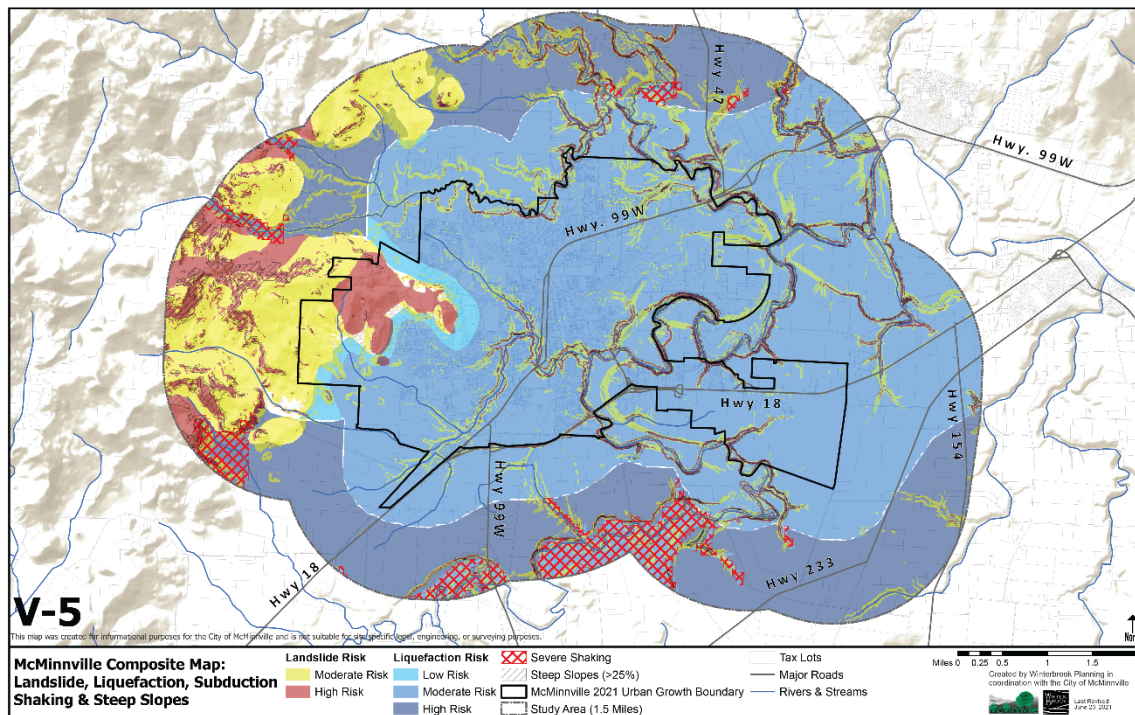 Hwy 47
Hwy. 99W
Hwy. 99W
Hwy 18
Hwy 154
Hwy 99W
Hwy 233
Hwy 18
V-5
This map was created for informational purposes for the City of McMinnville and is not suitable for site specific legal, engineering, or surveying purposes.
McMinnville Composite Map:
Landslide, Liquefaction, Subduction
Shaking & Steep Slopes
Landslide Risk
Moderate Risk
High Risk
Liquefaction Risk
Low Risk
Moderate Risk
High Risk
Severe Shaking
Steep Slopes (>25%)
McMinnville 2021 Urban Growth Boundary
Study Area (1.5 Miles)
Tax Lots
Major Roads
Rivers & Streams
Miles 0 0.25 0.5 1 1.5
Created by Winterbrook Planning in
coordination with the City of McMinnville
Last Revised
June 23, 2021